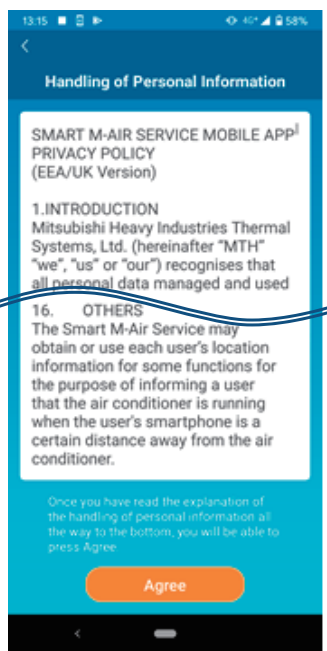 13:15 58%
Handling of Personal Information
SMART M-AIR SERVICE MOBILE APP
PRIVACY POLICY
(EEA/UK Version)
1.INTRODUCTION
Mitsubishi Heavy Industries Thermal
Systems, Ltd. (hereinafter “MTH”
“we”, “us” or “our”) recognises that
all personal data managed and used
16. OTHERS
The Smart M-Air Service may
obtain or use each user's location
information for some functions for
the purpose of informing a user
that the air conditioner is running
when the user's smartphone is a
certain distance away from the air
conditioner.
Once you have read the explanation of
the handling of personal information all
the way to the bottom, you will be able to
press Agree
Agree